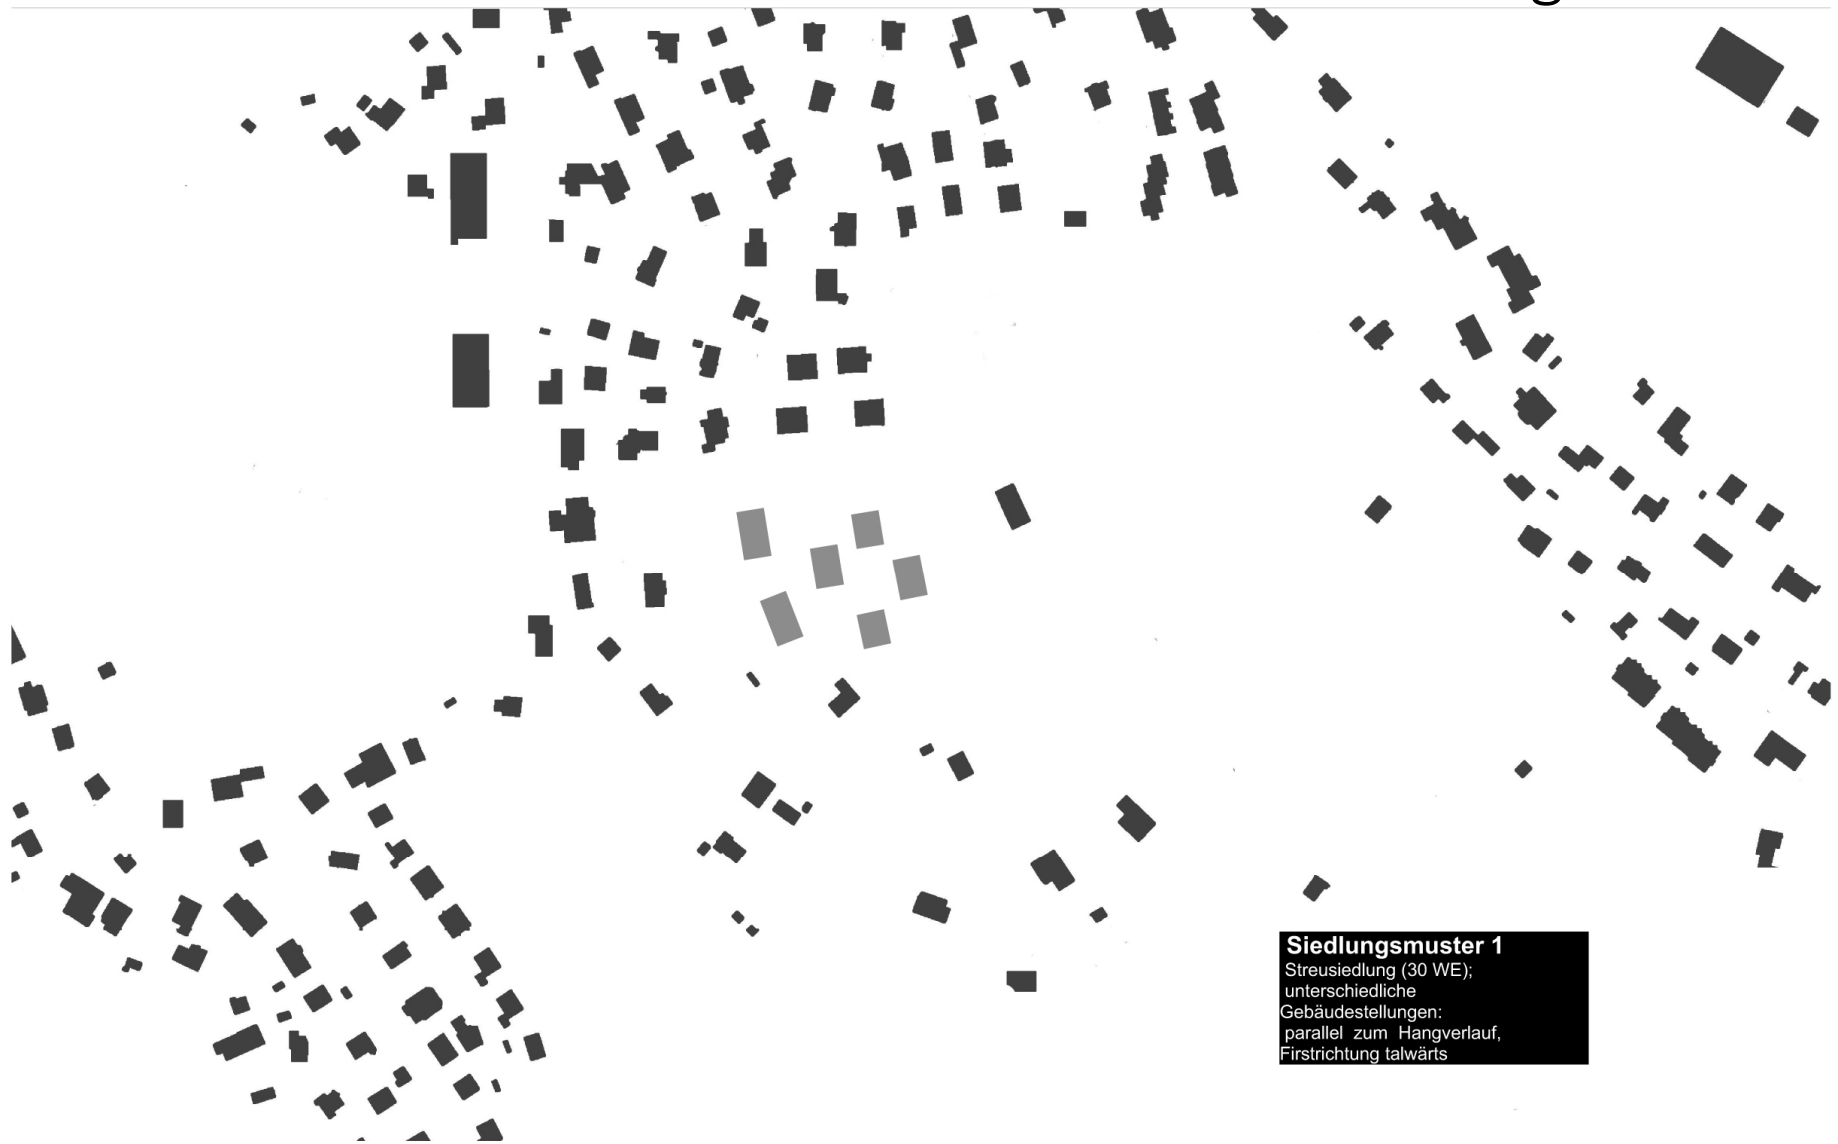 Siedlungsmuster 1
Streusiedlung (30 WE);
unterschiedliche
Gebäudestellungen:
parallel zum Hangverlauf,
Firstrichtung talwärts